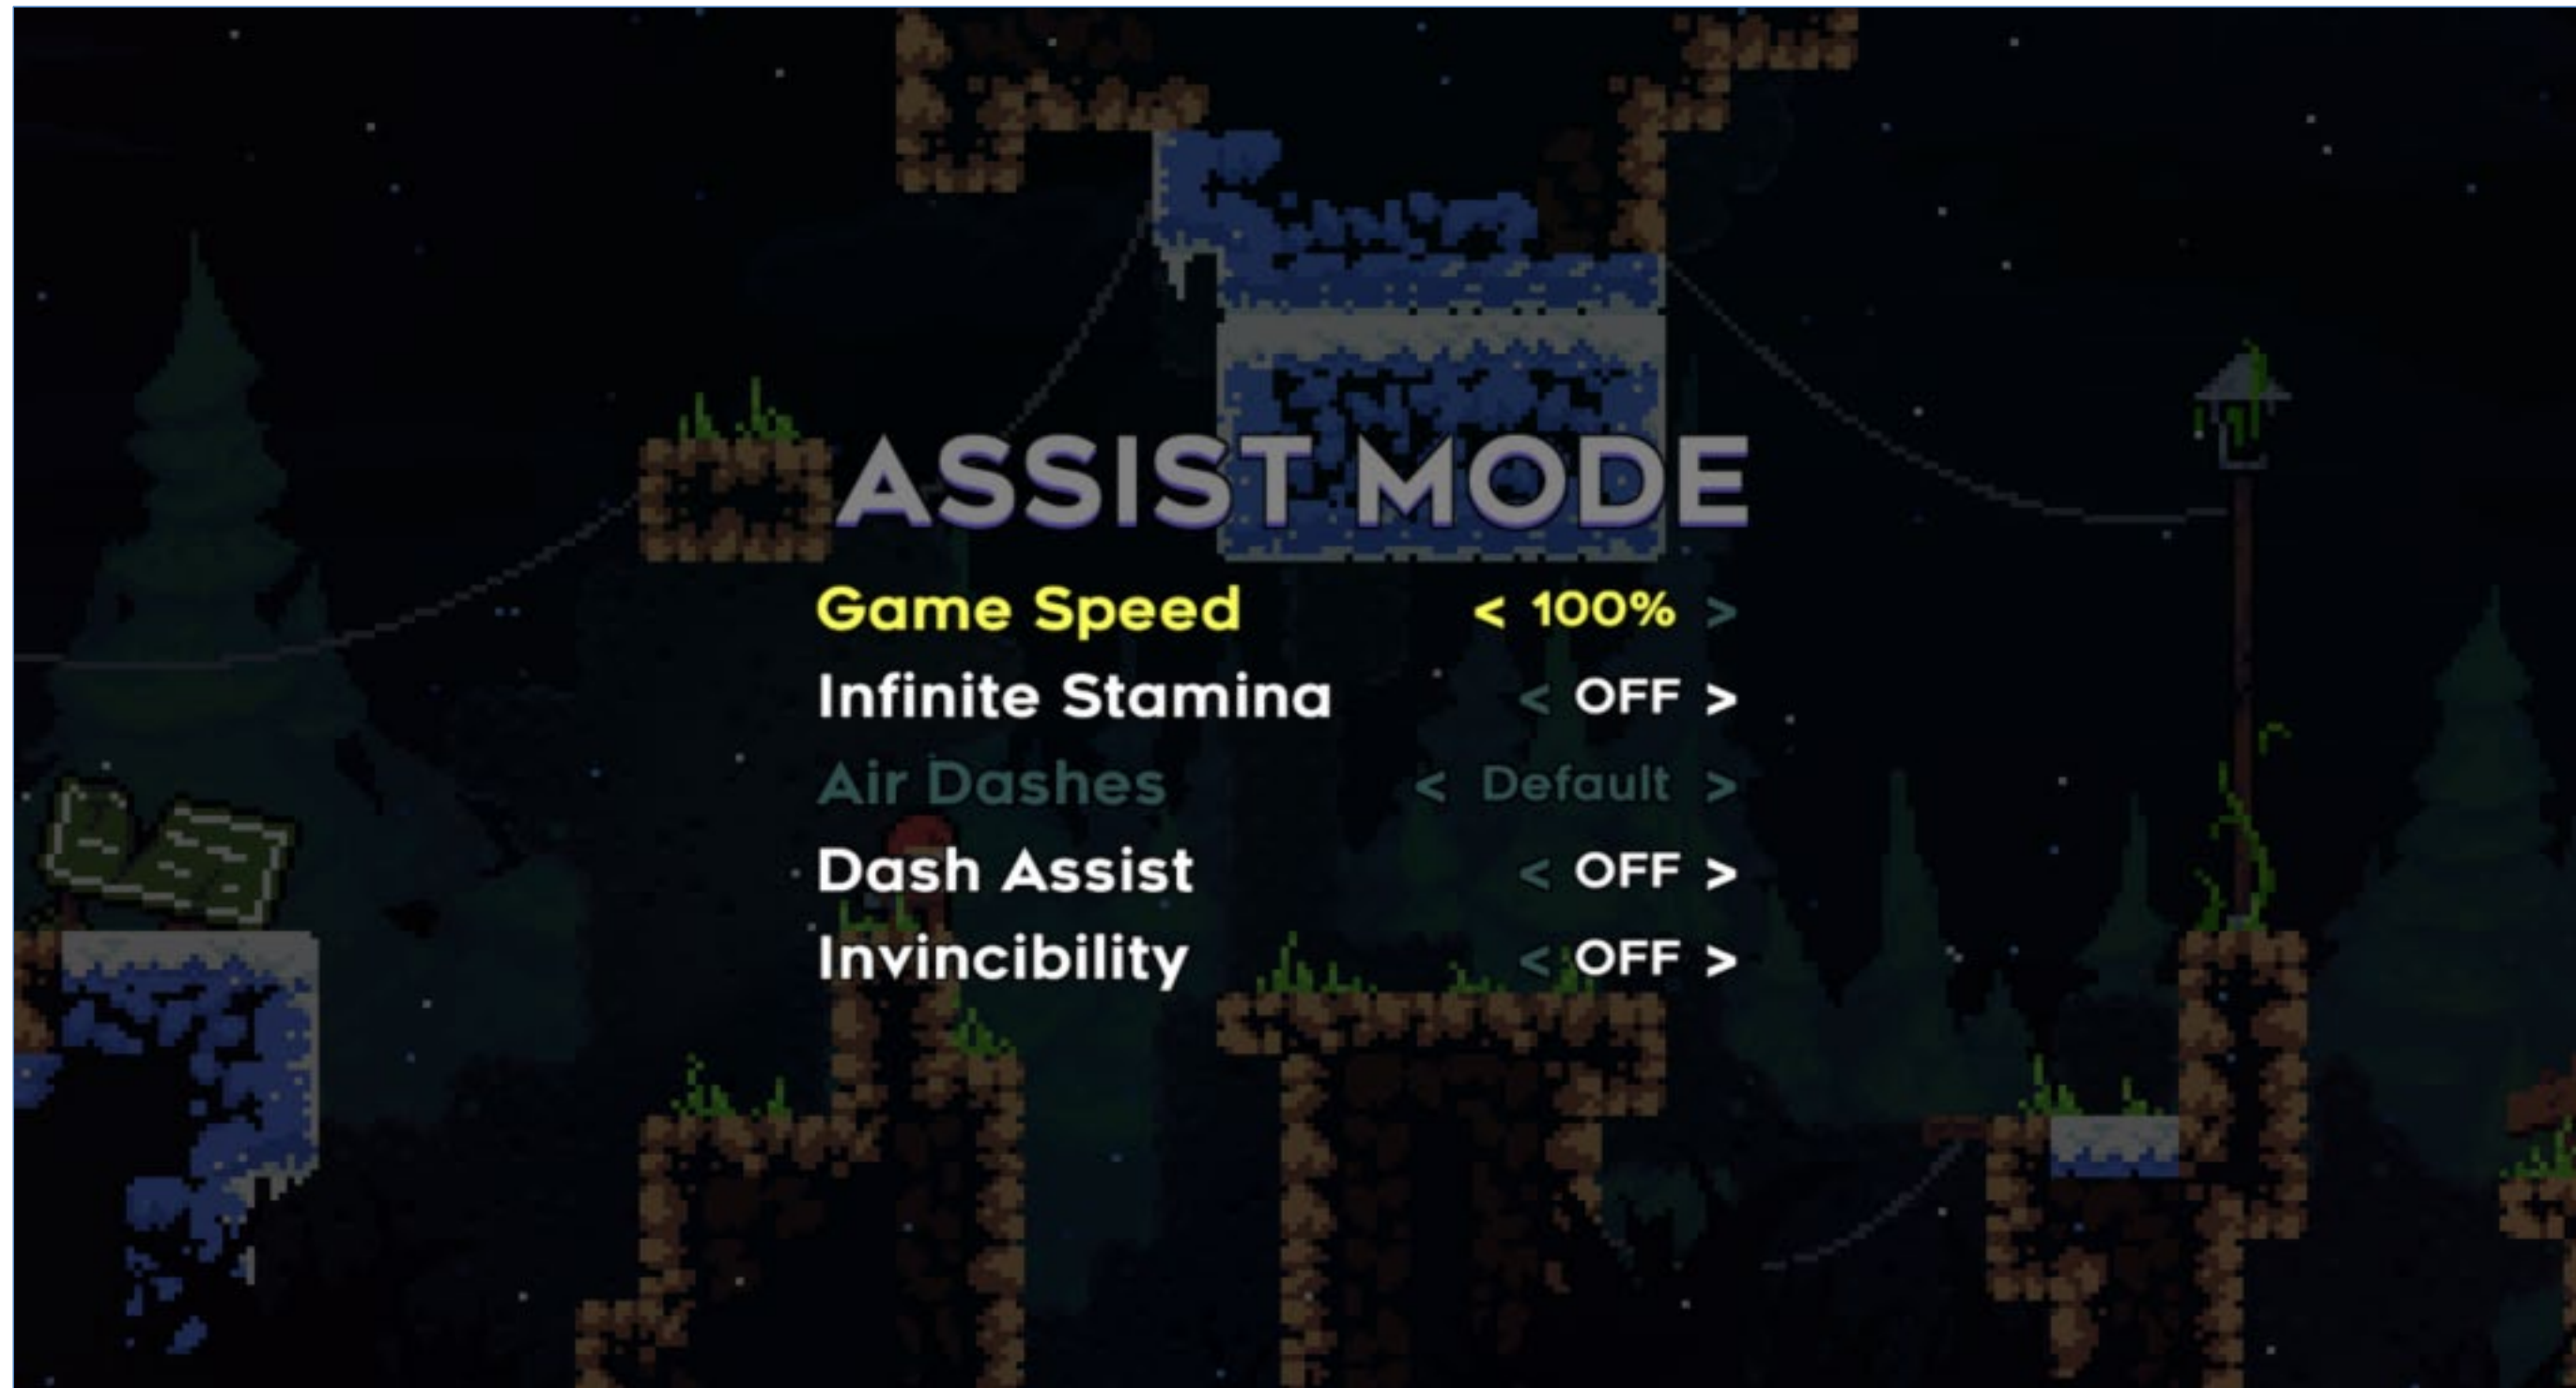 ASSIST MODE
Game Speed < 100% >
Infinite Stamina < OFF >
Air Dashes < Default >
Dash Assist < OFF >
Invincibility < OFF >